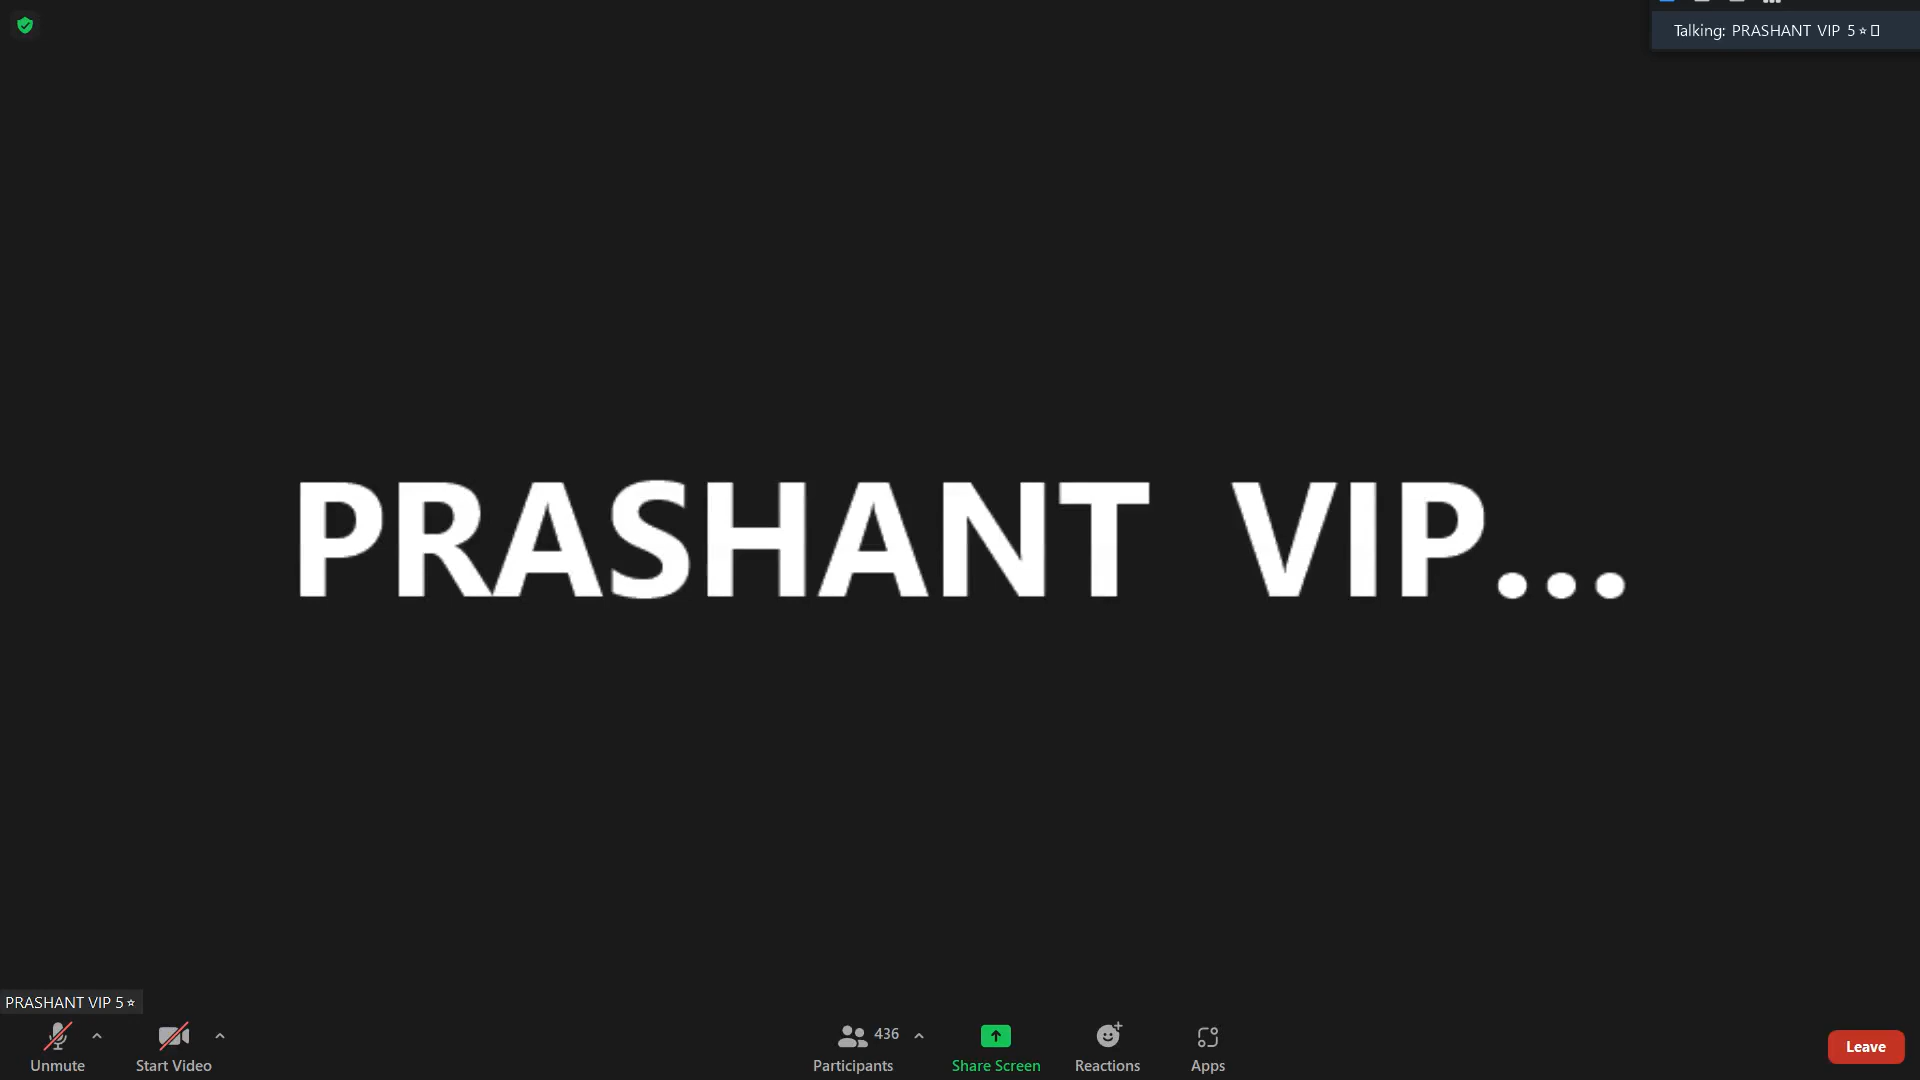 Talking: PRASHANT VIP 5⭐
PRASHANT VIP...
PRASHANT VIP 5⭐
Unmute
Start Video
436
Participants
Share Screen
Reactions
Apps
Leave